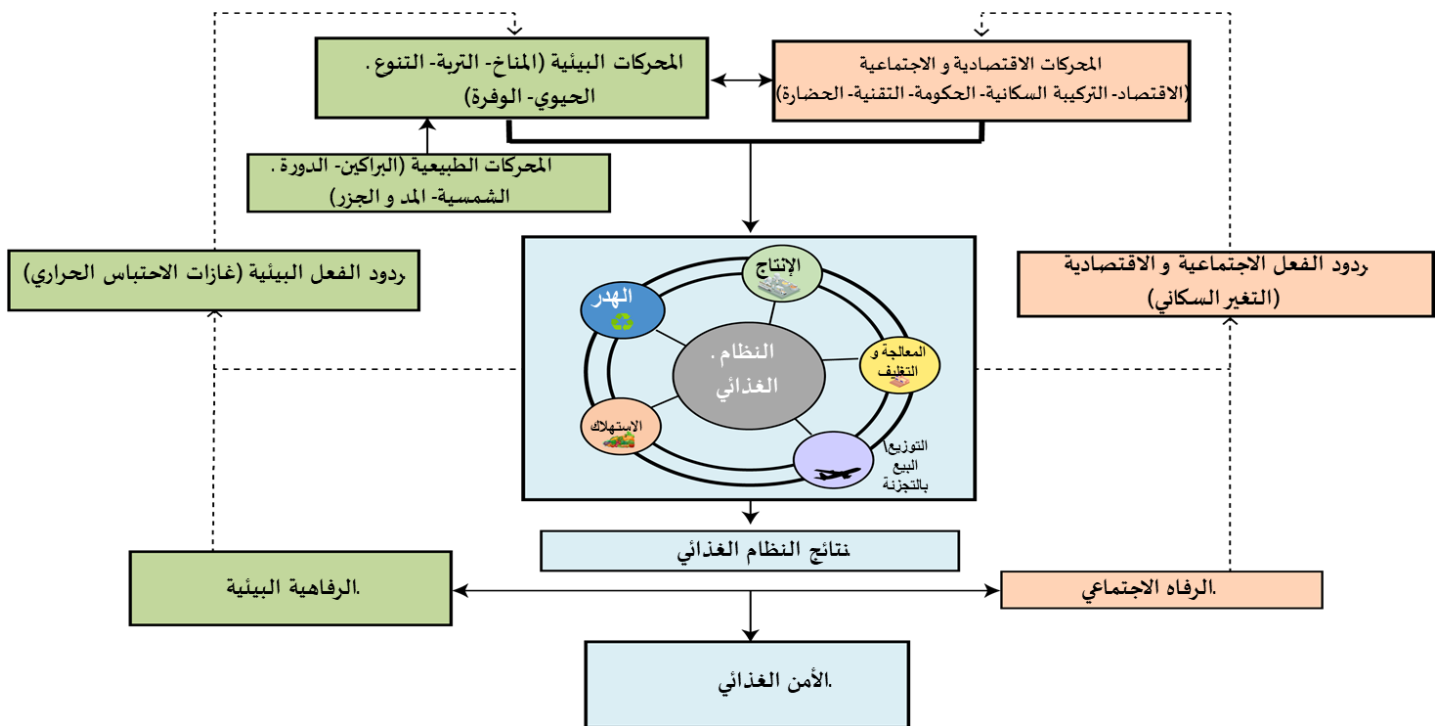 المحركات البيئية (المناخ- التربة- التنوع .
الحيوي- الوفرة)
المحركات الاقتصادية و الاجتماعية
(الاقتصاد- التركيبة السكانية- الحكومة- التقنية- الحضارة)
المحركات الطبيعية (البراكين- الدورة .
الشمسية- المد و الجزر)
ردود الفعل البيئية (غازات الاحتباس الحراري).
ردود الفعل الاجتماعية و الاقتصادية.
(التغير السكاني)
الإنتاج
الهدر
المعالجة و
التغليف
النظام .
الغذائي
الاستهلاك
التوزيع\
البيع
بالتجزئة
نتائج النظام الغذائي.
الرفاهية البيئية.
الرفاه الاجتماعي.
الأمن الغذائي.